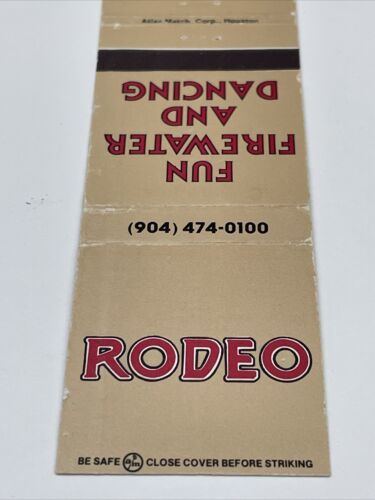 Atlas Match, Corp., Houston
FUN
FIREWATER
AND
DANCING
(904) 474-0100
RODEO
BE SAFE CLOSE COVER BEFORE STRIKING